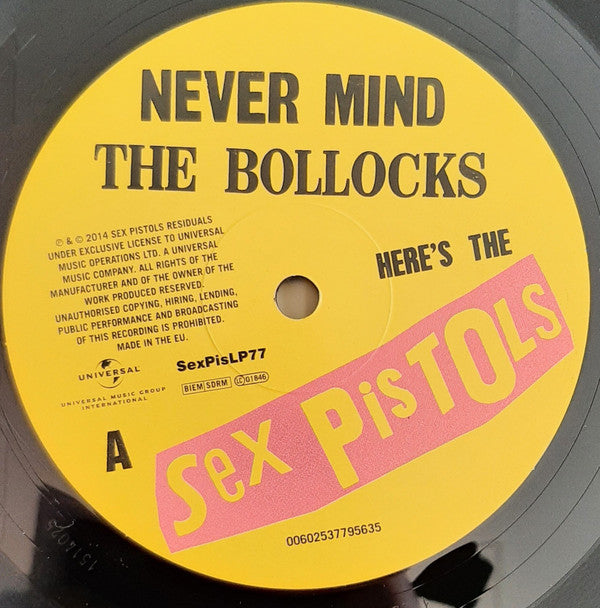 NEVER MIND
THE BOLLOCKS
HERE'S THE
Sex PisTOLs
℗ & © 2014 SEX PISTOLS RESIDUALS
UNDER EXCLUSIVE LICENSE TO UNIVERSAL
MUSIC OPERATIONS LTD. A UNIVERSAL
MUSIC COMPANY. ALL RIGHTS OF THE
MANUFACTURER AND OF THE OWNER OF THE
WORK PRODUCED RESERVED.
UNAUTHORISED COPYING, HIRING, LENDING,
PUBLIC PERFORMANCE AND BROADCASTING
OF THIS RECORDING IS PROHIBITED.
MADE IN THE EU.
UNIVERSAL
UNIVERSAL MUSIC GROUP
INTERNATIONAL
SexPisLP77
BIEM SDRM LC 01846
A
00602537795635